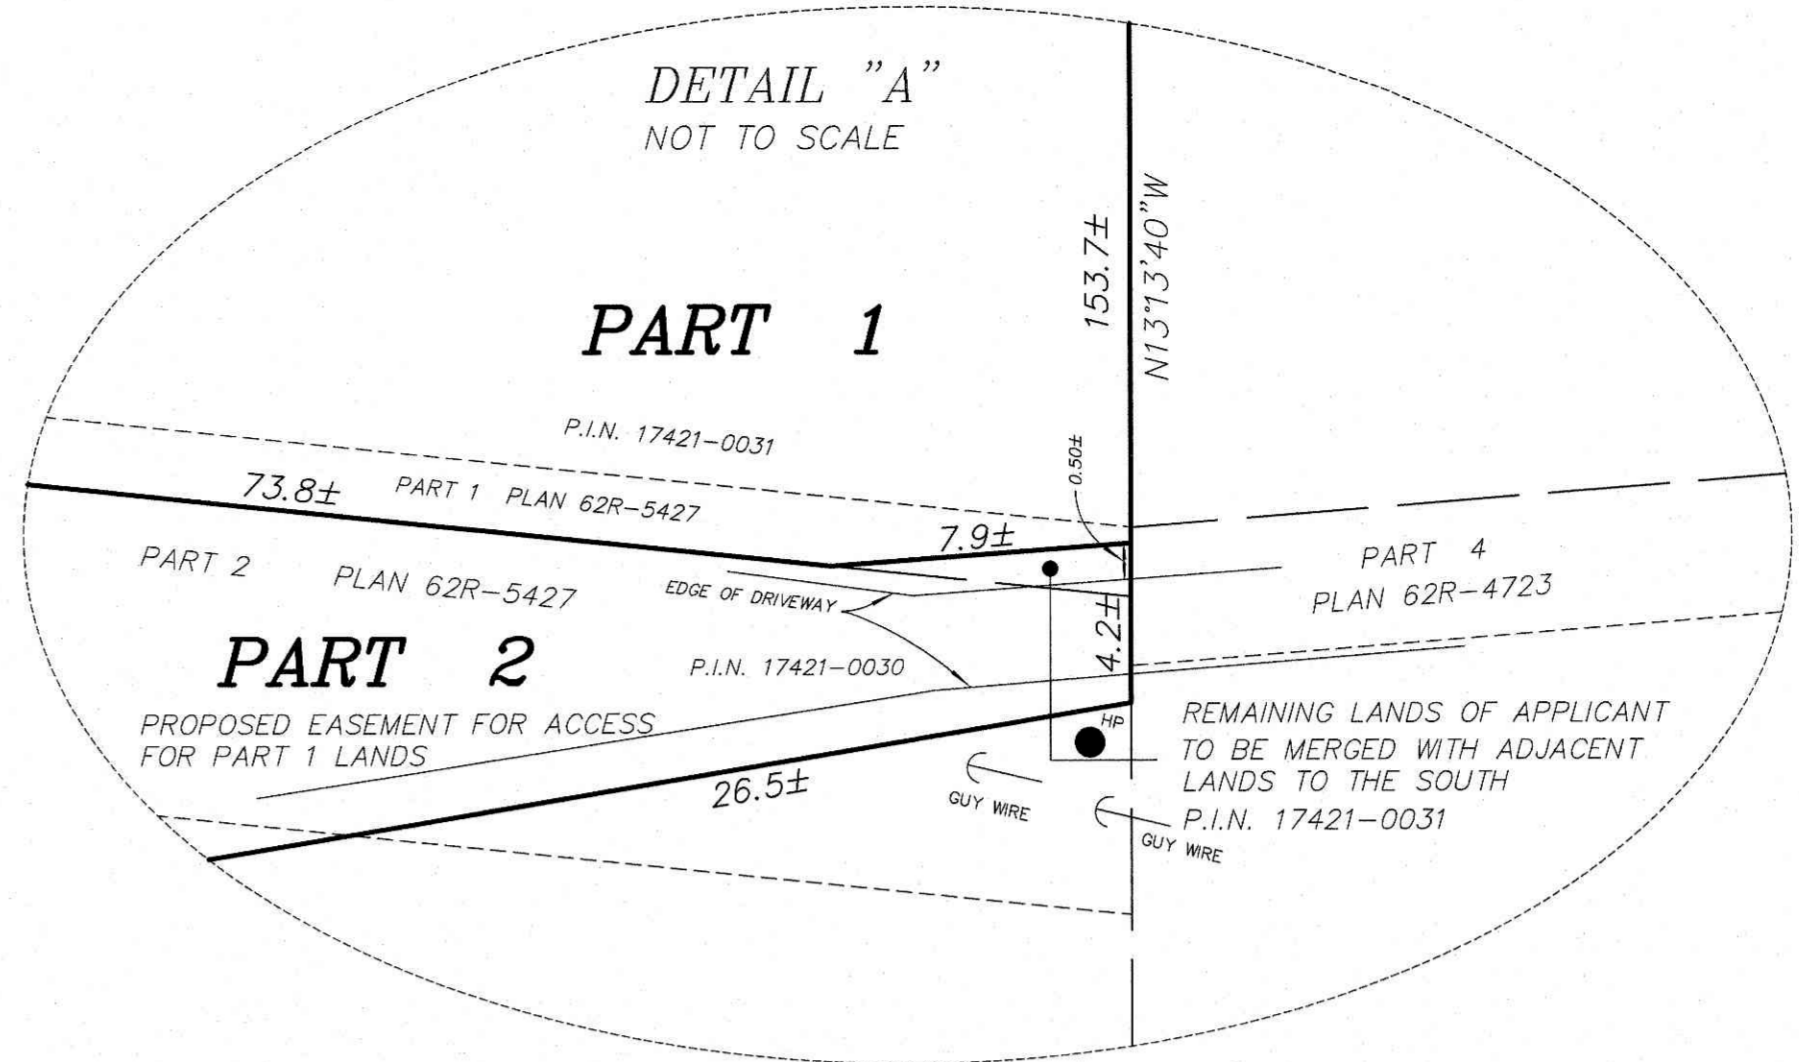 DETAIL "A"
NOT TO SCALE
153.7±
N13°13'40"W
PART 1
P.I.N. 17421-0031
0.50±
73.8±
PART 1 PLAN 62R-5427
7.9±
PART 4
PLAN 62R-4723
PART 2 PLAN 62R-5427
EDGE OF DRIVEWAY
4.2±
PART 2
P.I.N. 17421-0030
PROPOSED EASEMENT FOR ACCESS
FOR PART 1 LANDS
HP
26.5±
GUY WIRE
GUY WIRE
REMAINING LANDS OF APPLICANT
TO BE MERGED WITH ADJACENT
LANDS TO THE SOUTH
P.I.N. 17421-0031